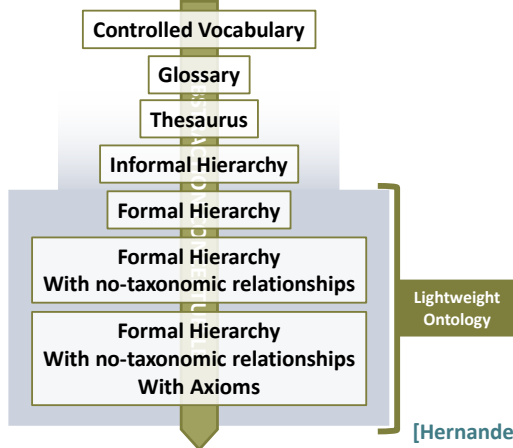 Controlled Vocabulary
Glossary
Thesaurus
Informal Hierarchy
Formal Hierarchy
Formal Hierarchy
With no-taxonomic relationships
Formal Hierarchy
With no-taxonomic relationships
With Axioms
Lightweight
Ontology